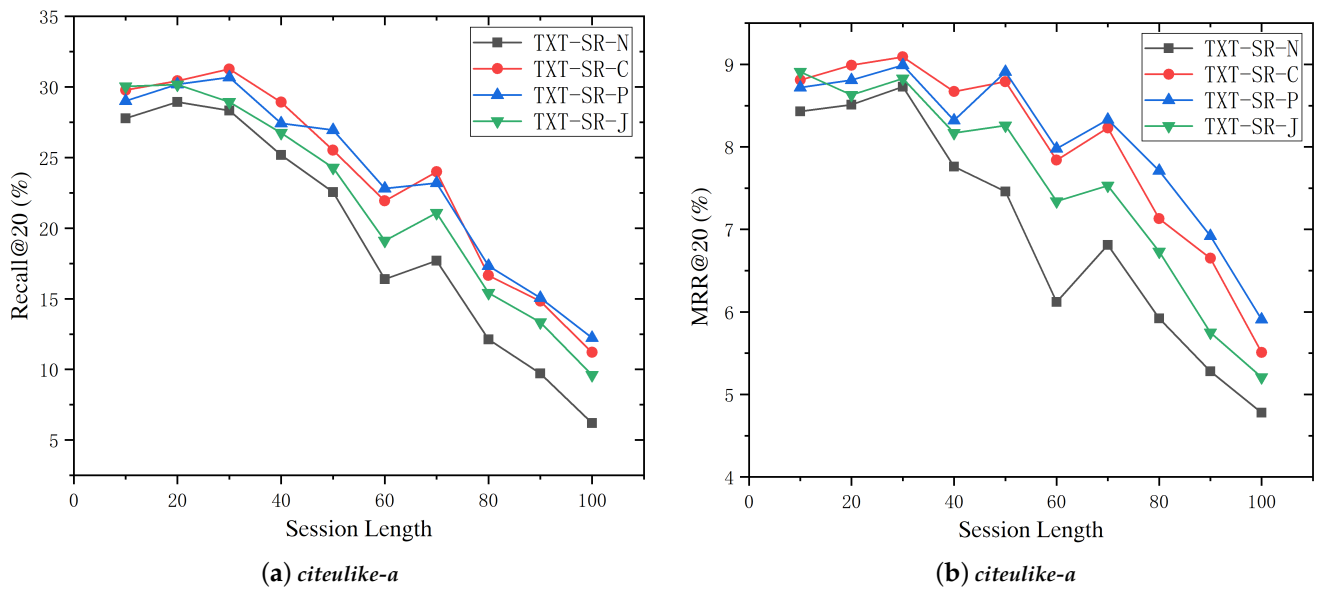 35
30
25
20
15
10
5
0
20
40
60
80
100
Recall@20 (%)
Session Length
TXT-SR-N
TXT-SR-C
TXT-SR-P
TXT-SR-J
(a) citeulike-a
9
8
7
6
5
4
0
20
40
60
80
100
MRR@20 (%)
Session Length
TXT-SR-N
TXT-SR-C
TXT-SR-P
TXT-SR-J
(b) citeulike-a